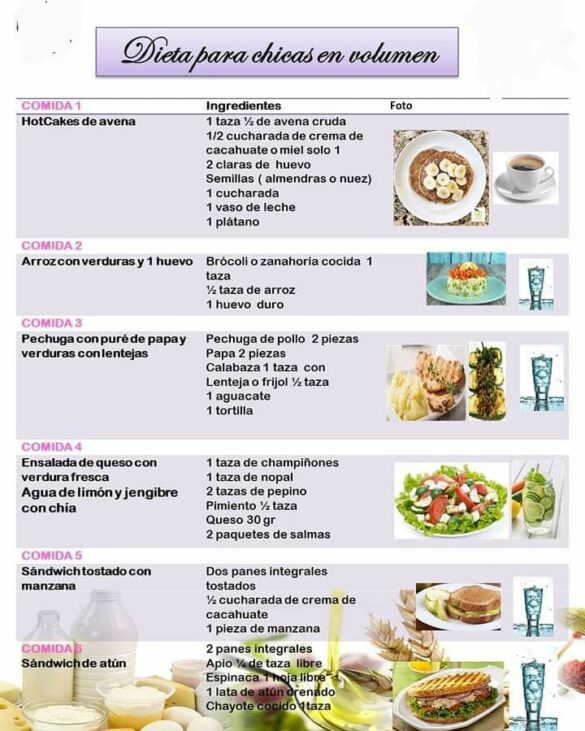 Dieta para chicas en volumen
COMIDA 1 Ingredientes Foto
HotCakes de avena 1 taza ½ de avena cruda
1/2 cucharada de crema de
cacahuate o miel solo 1
2 claras de huevo
Semillas ( almendras o nuez)
1 cucharada
1 vaso de leche
1 plátano
COMIDA 2
Arroz con verduras y 1 huevo Brócoli o zanahoria cocida 1
taza
½ taza de arroz
1 huevo duro
COMIDA 3
Pechuga con puré de papa y Pechuga de pollo 2 piezas
verduras con lentejas Papa 2 piezas
Calabaza 1 taza con
Lenteja o frijol ½ taza
1 aguacate
1 tortilla
COMIDA 4
Ensalada de queso con 1 taza de champiñones
verdura fresca 1 taza de nopal
Agua de limón y jengibre 2 tazas de pepino
con chía Pimiento ½ taza
Queso 30 gr
2 paquetes de salmas
COMIDA 5
Sándwich tostado con Dos panes integrales
manzana tostados
½ cucharada de crema de
cacahuate
1 pieza de manzana
COMIDA 6 2 panes integrales
Sándwich de atún Apio ¼ de taza libre
Espinaca 1 hoja libre
1 lata de atún drenado
Chayote cocido 1taza